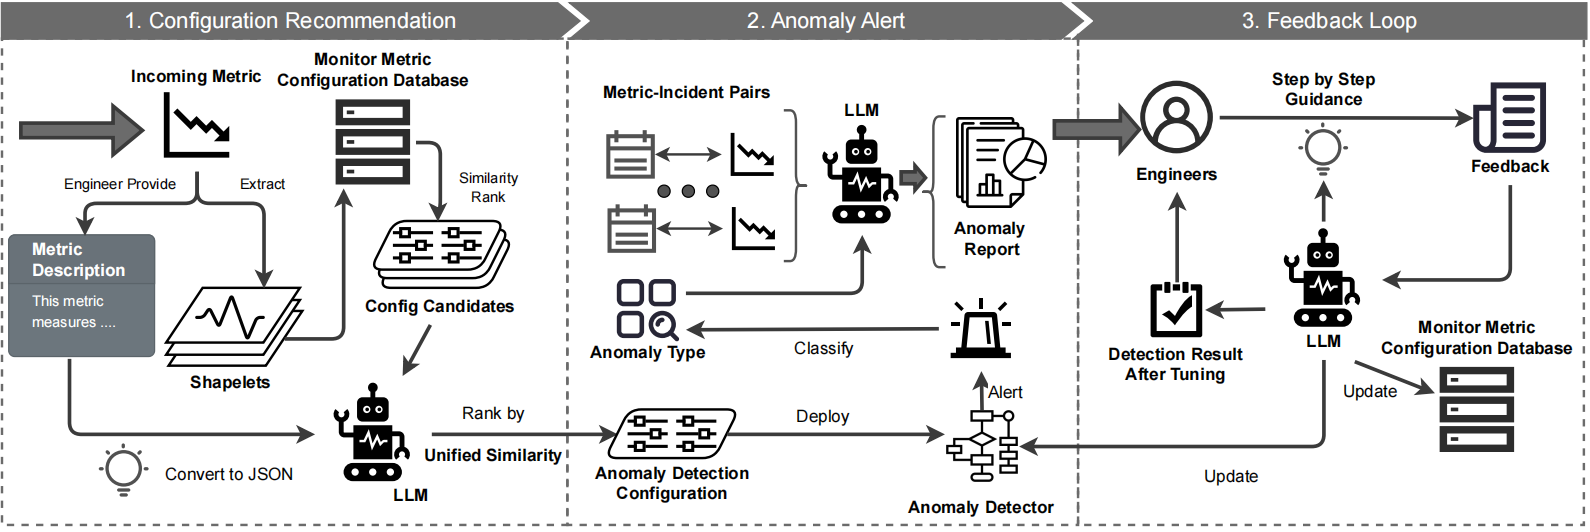 1. Configuration Recommendation
2. Anomaly Alert
3. Feedback Loop
Incoming Metric
Monitor Metric
Configuration Database
Engineer Provide
Extract
Similarity
Rank
Metric
Description
This metric
measures ....
Shapelets
Config Candidates
Convert to JSON
LLM
Rank by
Unified Similarity
Metric-Incident Pairs
LLM
Anomaly
Report
Anomaly Type
Classify
Alert
Deploy
Anomaly Detection
Configuration
Anomaly Detector
Engineers
Step by Step
Guidance
Feedback
Detection Result
After Tuning
LLM
Monitor Metric
Configuration Database
Update
Update